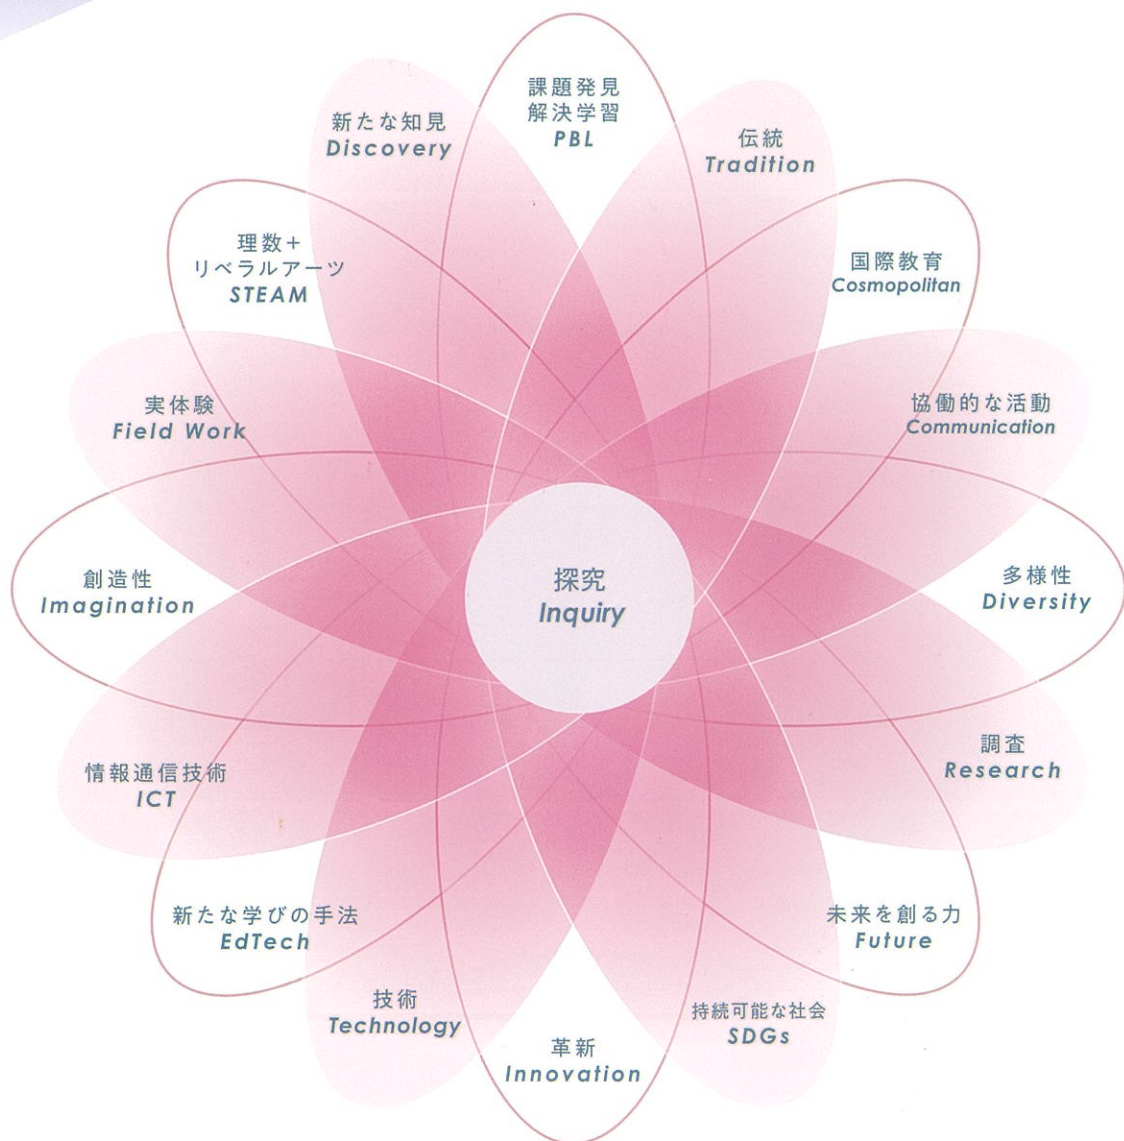 課題発見
解決学習
PBL
伝統
Tradition
国際教育
Cosmopolitan
協働的な活動
Communication
多様性
Diversity
調査
Research
未来を創る力
Future
持続可能な社会
SDGs
革新
Innovation
技術
Technology
新たな学びの手法
EdTech
情報通信技術
ICT
創造性
Imagination
実体験
Field Work
理数+
リベラルアーツ
STEAM
新たな知見
Discovery
探究
Inquiry